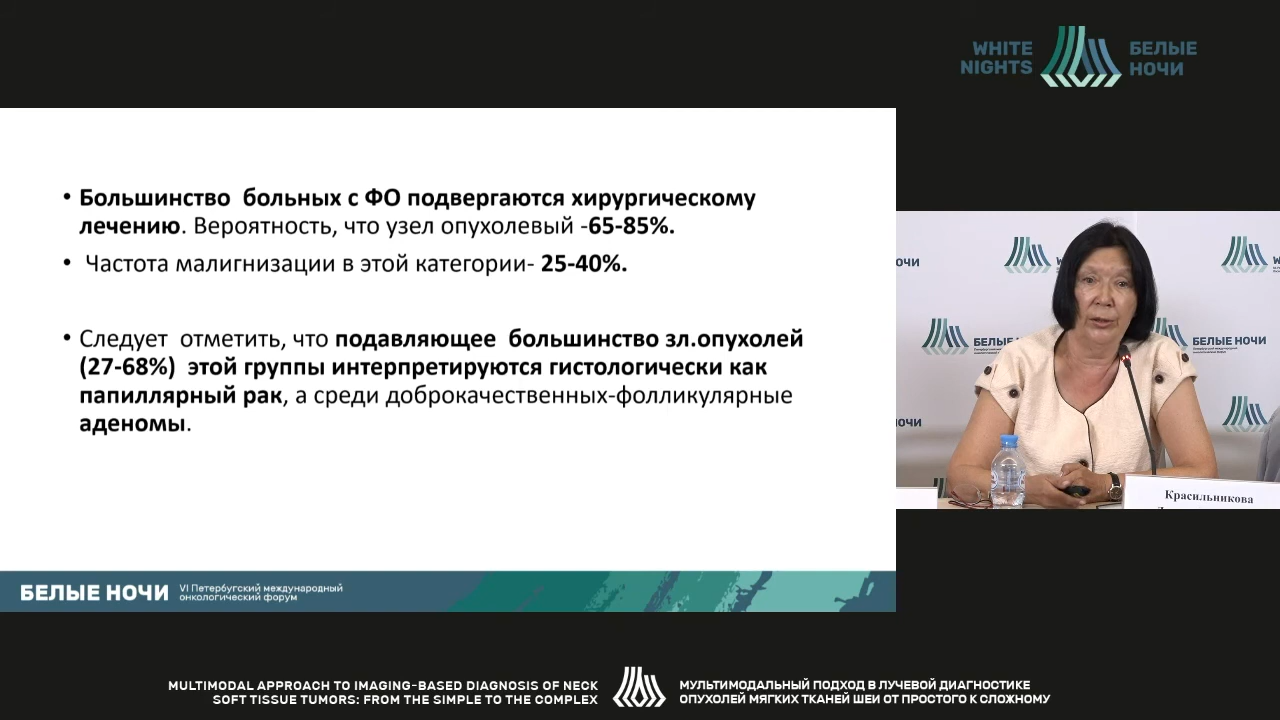 WHITE
NIGHTS
БЕЛЫЕ
НОЧИ
• Большинство больных с ФО подвергаются хирургическому
лечению. Вероятность, что узел опухолевый -65-85%.
• Частота малигнизации в этой категории- 25-40%.
• Следует отметить, что подавляющее большинство зл.опухолей
(27-68%) этой группы интерпретируются гистологически как
папиллярный рак, а среди доброкачественных-фолликулярные
аденомы.
БЕЛЫЕ НОЧИ
VI Петербугский международный
онкологический форум
БЕЛЫЕ НОЧИ
Красильникова
MULTIMODAL APPROACH TO IMAGING-BASED DIAGNOSIS OF NECK
SOFT TISSUE TUMORS: FROM THE SIMPLE TO THE COMPLEX
МУЛЬТИМОДАЛЬНЫЙ ПОДХОД В ЛУЧЕВОЙ ДИАГНОСТИКЕ
ОПУХОЛЕЙ МЯГКИХ ТКАНЕЙ ШЕИ ОТ ПРОСТОГО К СЛОЖНОМУ